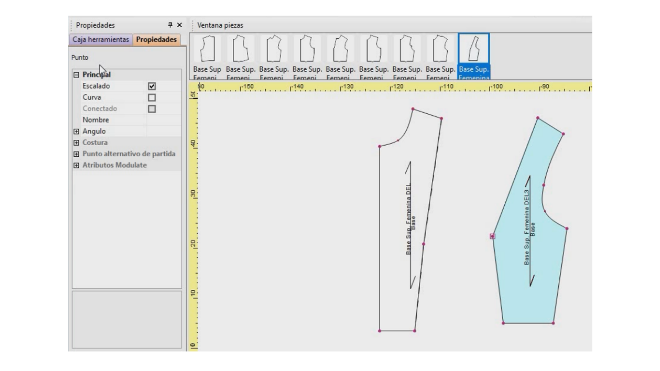 Propiedades
Ventana piezas
Caja herramientas Propiedades
Punto
Principal
Escalado
Curva
Conectado
Nombre
Angulo
Costura
Punto alternativo de partida
Atributos Modulate
Base Sup Base Sup. Base Sup. Base Sup. Base Sup. Base Sup. Base Sup. Base Sup. Base Sup.
Femeni Femeni Femeni Femeni Femeni Femeni Femeni Femeni Femenina
-150 -140 -130 -120 -110 -100 -90
40
30
20
10
0
Base Sup. Femenina DEL
Base
Base Sup. Femenina DEL3
Base